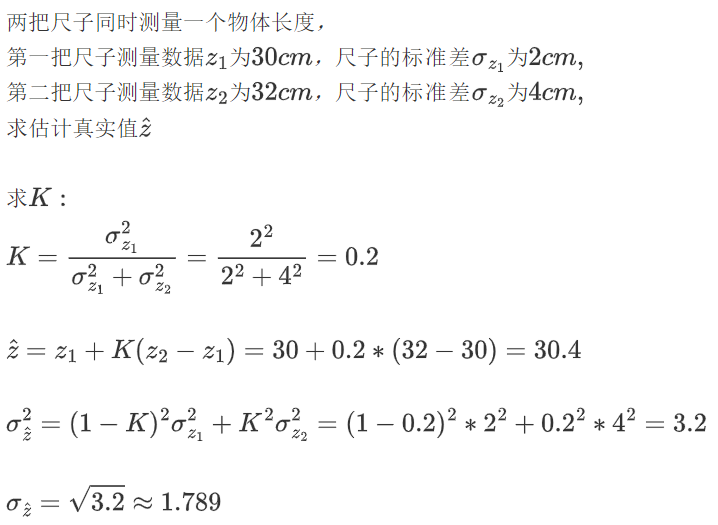 两把尺子同时测量一个物体长度，
第一把尺子测量数据$z_1$为$30cm$，尺子的标准差$\sigma_{z_1}$为$2cm$,
第二把尺子测量数据$z_2$为$32cm$，尺子的标准差$\sigma_{z_2}$为$4cm$,
求估计真实值$\hat{z}$
求$K:$
$K = \frac{\sigma_{z_1}^2}{\sigma_{z_1}^2 + \sigma_{z_2}^2} = \frac{2^2}{2^2 + 4^2} = 0.2$
$\hat{z} = z_1 + K(z_2 - z_1) = 30 + 0.2 * (32 - 30) = 30.4$
$\sigma_{\hat{z}}^2 = (1 - K)^2 \sigma_{z_1}^2 + K^2 \sigma_{z_2}^2 = (1 - 0.2)^2 * 2^2 + 0.2^2 * 4^2 = 3.2$
$\sigma_{\hat{z}} = \sqrt{3.2} \approx 1.789$